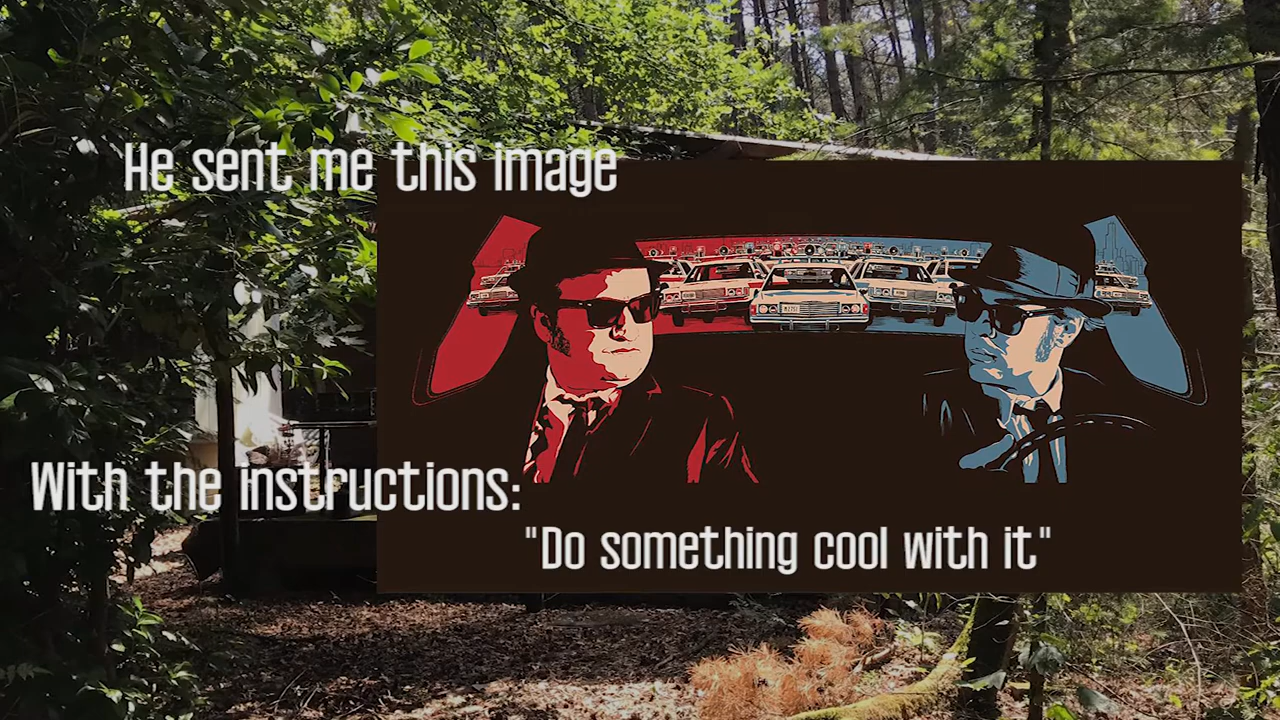 He sent me this image
With the instructions:
"Do something cool with it"